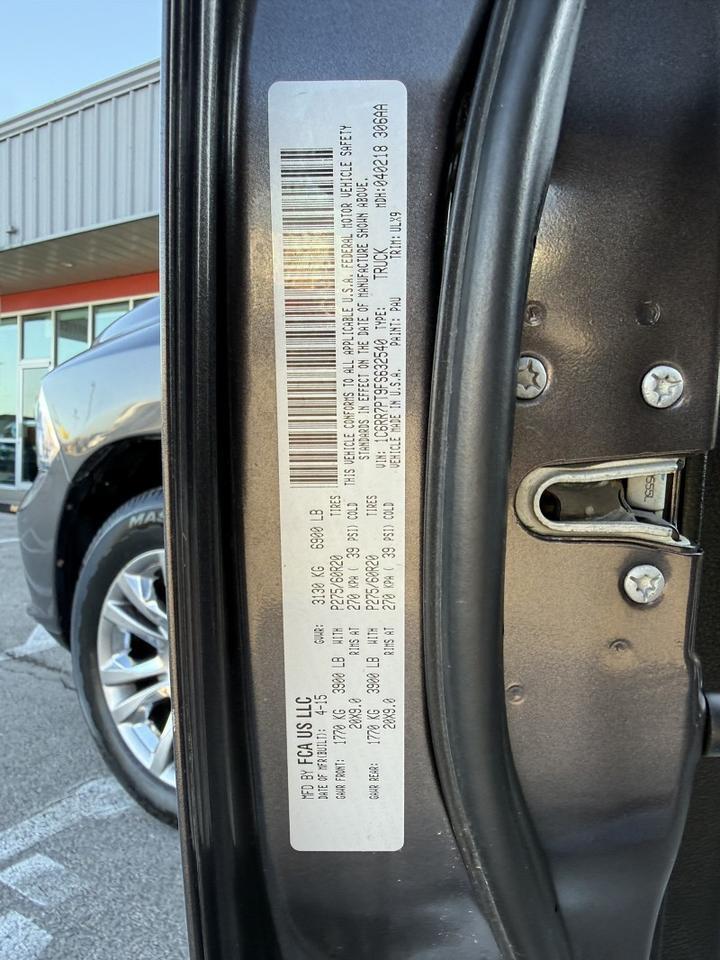 MFD BY FCA US LLC
DATE OF MFR(BUILT): 4-15 GVWR: 3130 KG 6900 LB
GAWR FRONT: 1770 KG 3900 LB WITH P275/60R20 TIRES
20X9.0 RIMS AT 270 KPA ( 39 PSI) COLD
GAWR REAR: 1770 KG 3900 LB WITH P275/60R20 TIRES
20X9.0 RIMS AT 270 KPA ( 39 PSI) COLD
THIS VEHICLE CONFORMS TO ALL APPLICABLE U.S.A. FEDERAL MOTOR VEHICLE SAFETY
STANDARDS IN EFFECT ON THE DATE OF MANUFACTURE SHOWN ABOVE.
VIN: 1C6RR7PT9FS632540 TYPE: TRUCK MDH:040218 306AA
VEHICLE MADE IN U.S.A. PAINT: PAU TRIM: ULX9
MAS